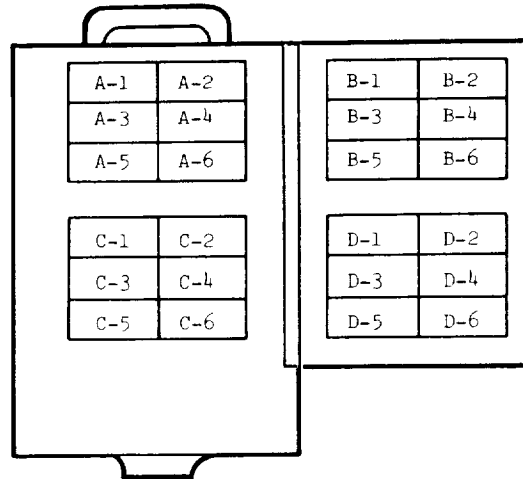 A-1 A-2 B-1 B-2
A-3 A-4 B-3 B-4
A-5 A-6 B-5 B-6
C-1 C-2 D-1 D-2
C-3 C-4 D-3 D-4
C-5 C-6 D-5 D-6